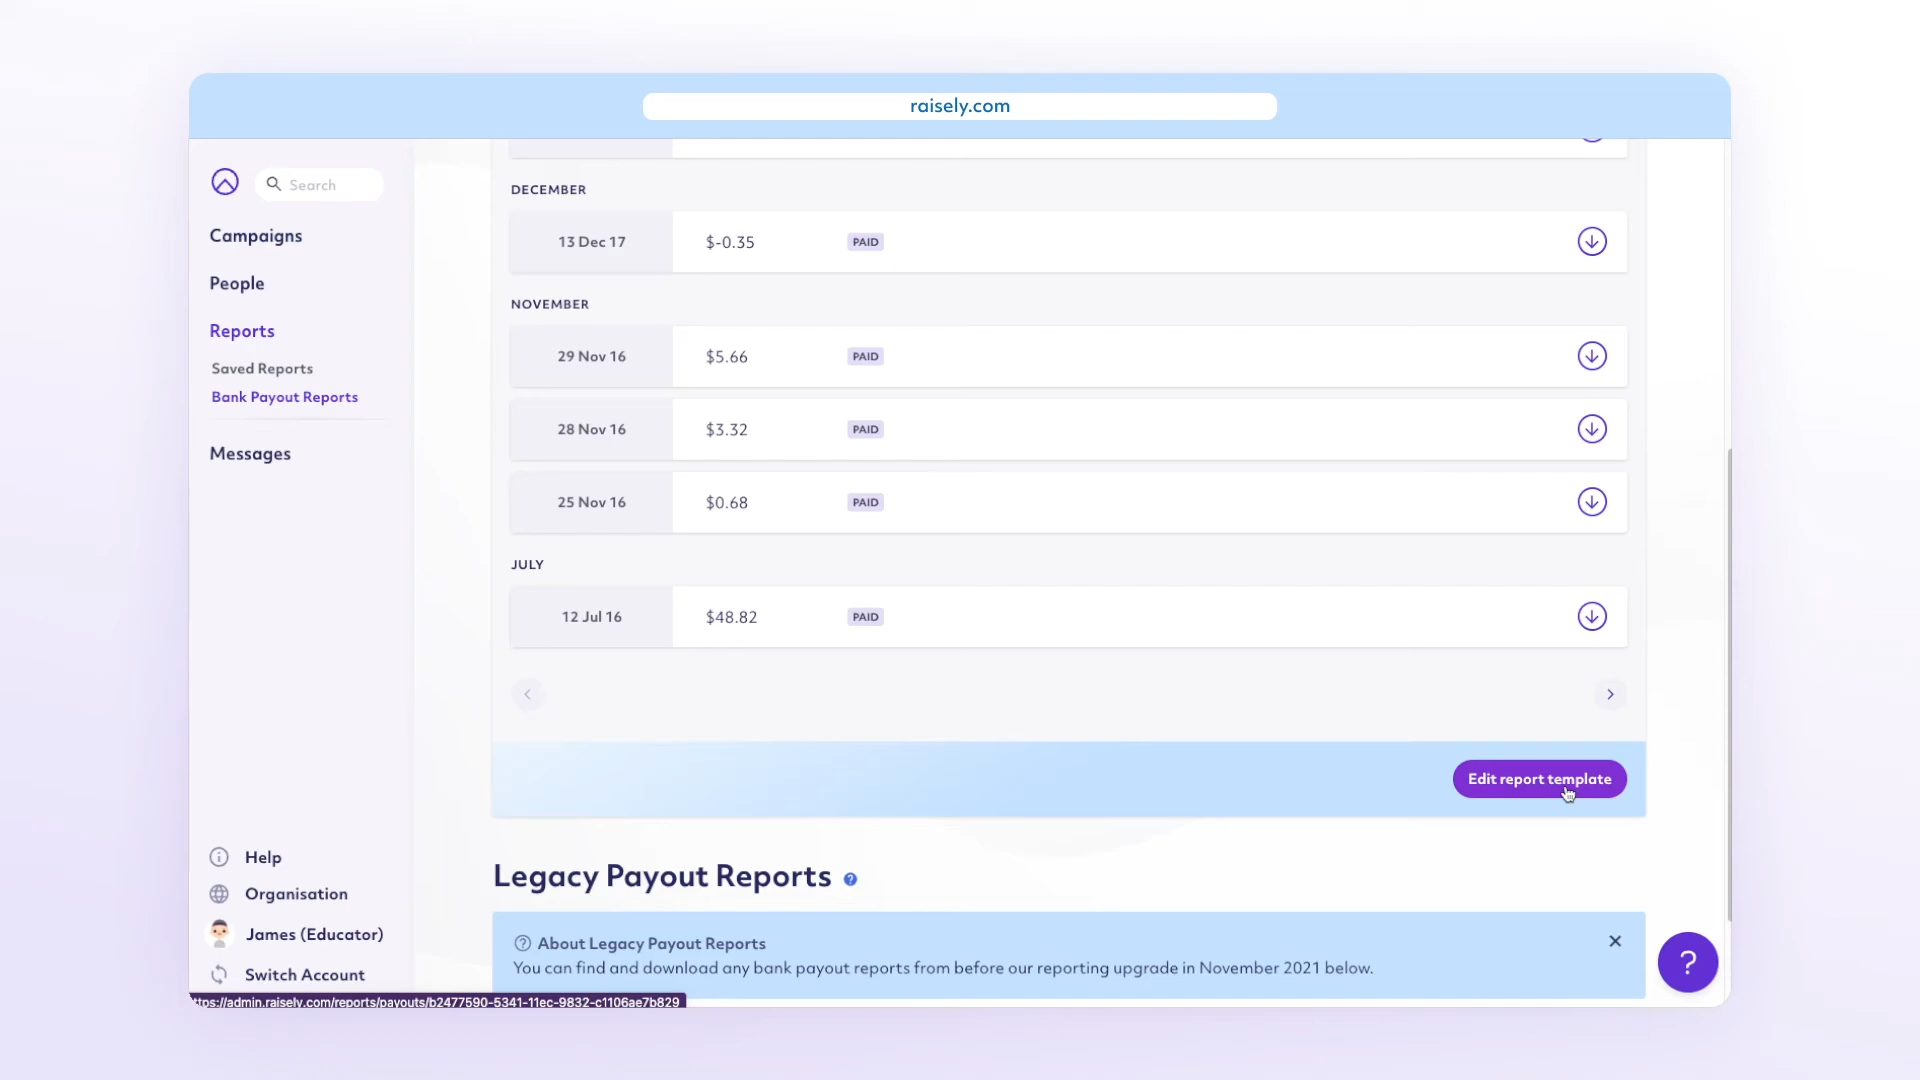 raisely.com
Search
Campaigns
People
Reports
Saved Reports
Bank Payout Reports
Messages
Help
Organisation
James (Educator)
Switch Account
DECEMBER
13 Dec 17 $-0.35 PAID
NOVEMBER
29 Nov 16 $5.66 PAID
28 Nov 16 $3.32 PAID
25 Nov 16 $0.68 PAID
JULY
12 Jul 16 $48.82 PAID
Edit report template
Legacy Payout Reports ?
? About Legacy Payout Reports
You can find and download any bank payout reports from before our reporting upgrade in November 2021 below.
?
ttps://admin.raisely.com/reports/payouts/b2477590-5341-11ec-9832-c1106ae7b829